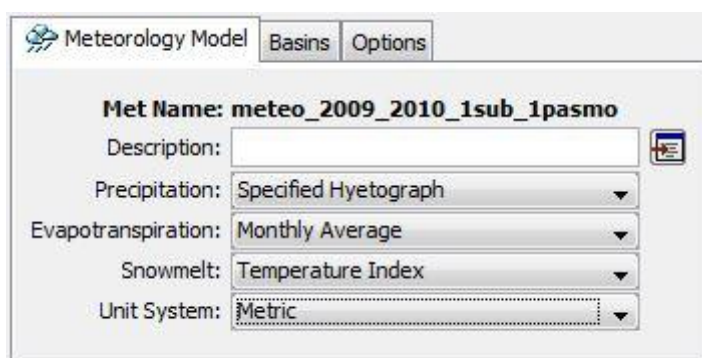 Meteorology Model Basins Options
Met Name: meteo_2009_2010_1sub_1pasmo
Description:
Precipitation: Specified Hyetograph
Evapotranspiration: Monthly Average
Snowmelt: Temperature Index
Unit System: Metric